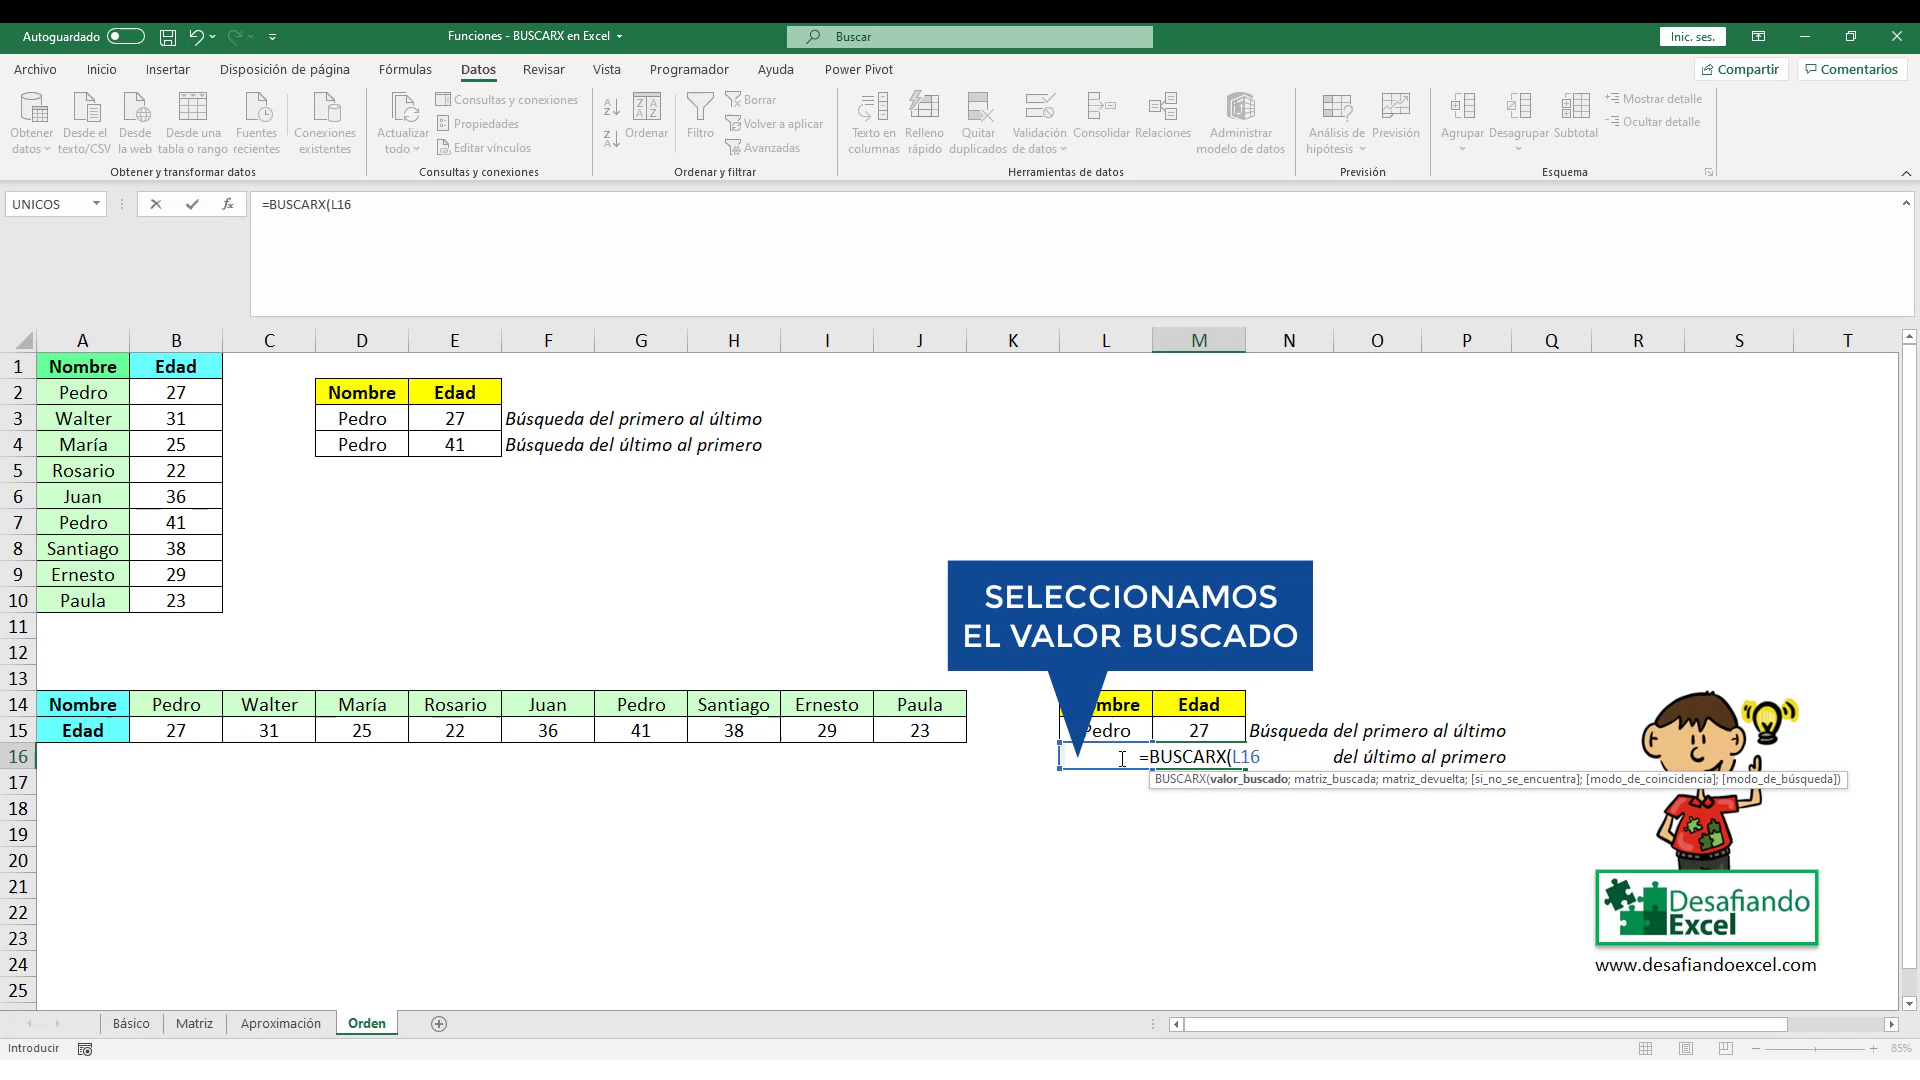 Autoguardado
Funciones - BUSCARX en Excel
Buscar
Inic. ses.
Archivo Inicio Insertar Disposición de página Fórmulas Datos Revisar Vista Programador Ayuda Power Pivot
Compartir Comentarios
Obtener datos
Desde el texto/CSV
Desde la web
Desde una tabla o rango
Fuentes recientes
Conexiones existentes
Obtener y transformar datos
Actualizar todo
Consultas y conexiones
Propiedades
Editar vínculos
Consultas y conexiones
Ordenar
Filtro
Borrar
Volver a aplicar
Avanzadas
Ordenar y filtrar
Texto en columnas
Relleno rápido
Quitar duplicados
Validación de datos
Consolidar
Relaciones
Administrar modelo de datos
Herramientas de datos
Análisis de hipótesis
Previsión
Previsión
Agrupar
Desagrupar
Subtotal
Mostrar detalle
Ocultar detalle
Esquema
UNICOS
fx
=BUSCARX(L16
A B C D E F G H I J K L M N O P Q R S T
1 Nombre Edad
2 Pedro 27 Nombre Edad
3 Walter 31 Pedro 27 Búsqueda del primero al último
4 María 25 Pedro 41 Búsqueda del último al primero
5 Rosario 22
6 Juan 36
7 Pedro 41
8 Santiago 38
9 Ernesto 29
10 Paula 23
11
12
13
SELECCIONAMOS
EL VALOR BUSCADO
14 Nombre Pedro Walter María Rosario Juan Pedro Santiago Ernesto Paula mbre Edad
15 Edad 27 31 25 22 36 41 38 29 23 Pedro 27 Búsqueda del primero al último
16 =BUSCARX(L16 del último al primero
17 BUSCARX(valor_buscado; matriz_buscada; matriz_devuelta; [si_no_se_encuentra]; [modo_de_coincidencia]; [modo_de_búsqueda])
18
19
20
21
22
23
24
25
Desafiando
Excel
www.desafiandoexcel.com
Básico Matriz Aproximación Orden
Introducir
85%